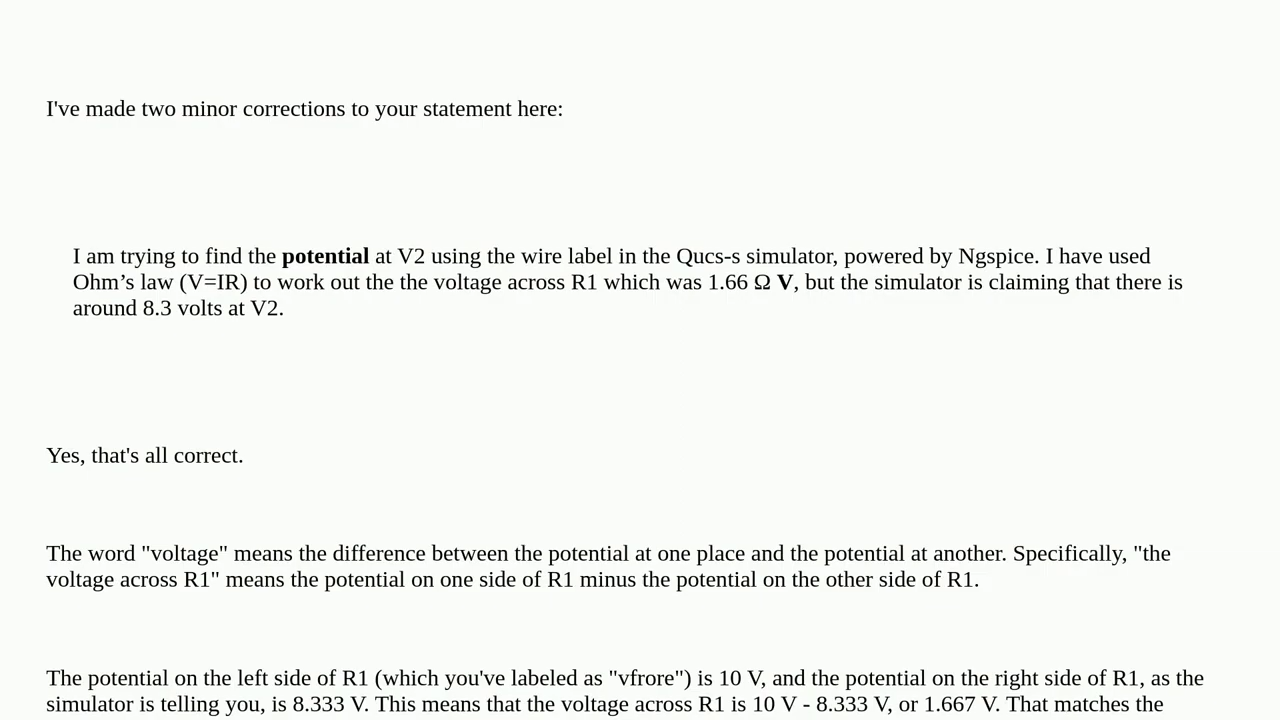 I've made two minor corrections to your statement here:
I am trying to find the potential at V2 using the wire label in the Qucs-s simulator, powered by Ngspice. I have used
Ohm’s law (V=IR) to work out the the voltage across R1 which was 1.66 Ω V, but the simulator is claiming that there is
around 8.3 volts at V2.
Yes, that's all correct.
The word "voltage" means the difference between the potential at one place and the potential at another. Specifically, "the
voltage across R1" means the potential on one side of R1 minus the potential on the other side of R1.
The potential on the left side of R1 (which you've labeled as "vfrore") is 10 V, and the potential on the right side of R1, as the
simulator is telling you, is 8.333 V. This means that the voltage across R1 is 10 V - 8.333 V, or 1.667 V. That matches the